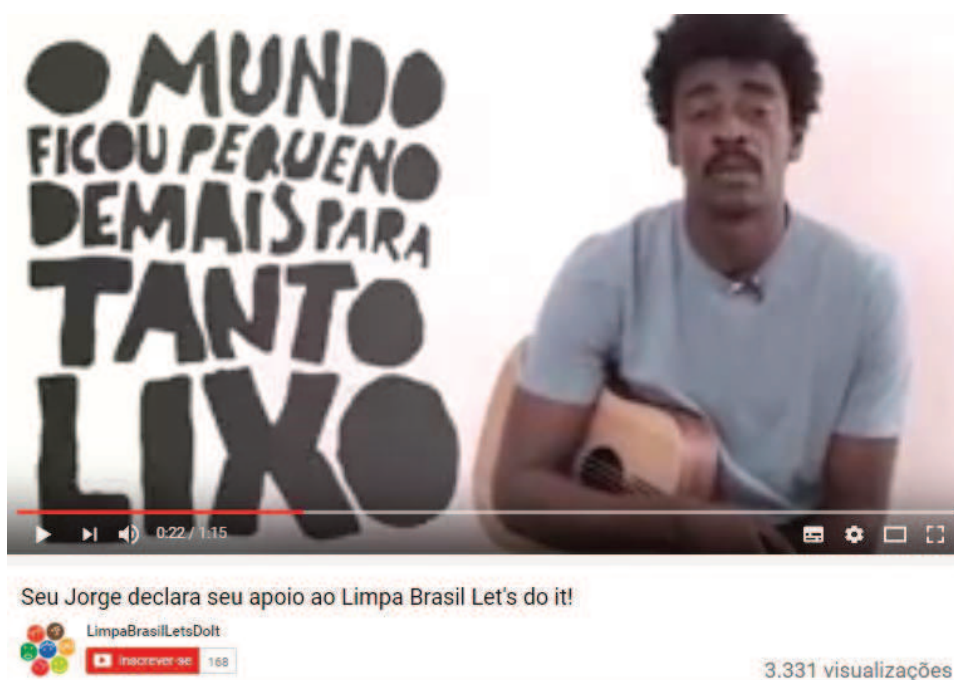 O MUNDO
FICOU PEQUENO
DEMAIS PARA
TANTO
LIXO
0:22 / 1:15
Seu Jorge declara seu apoio ao Limpa Brasil Let's do it!
LimpaBrasilLetsDoIt
Inscrever-se 168
3.331 visualizações